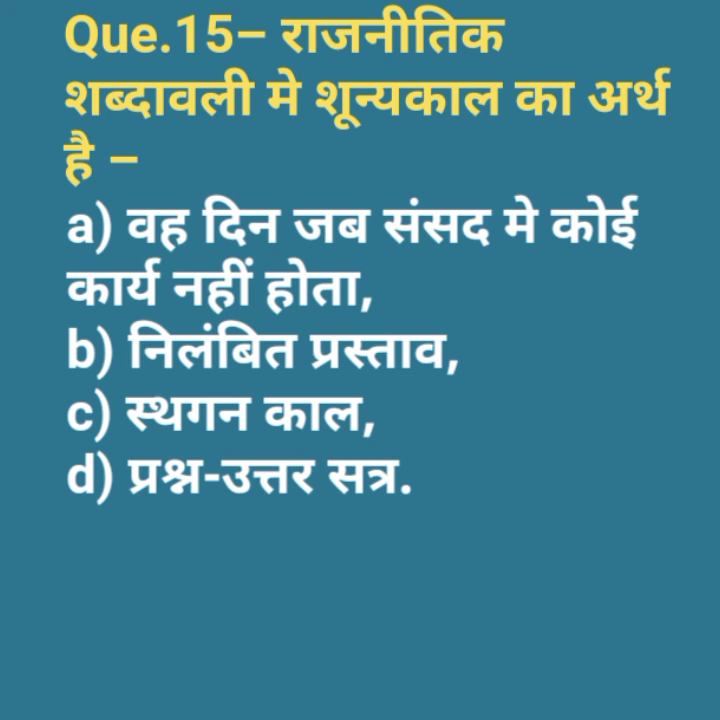 Que.15– राजनीतिक
शब्दावली मे शून्यकाल का अर्थ
है –
a) वह दिन जब संसद मे कोई
कार्य नहीं होता,
b) निलंबित प्रस्ताव,
c) स्थगन काल,
d) प्रश्न-उत्तर सत्र.